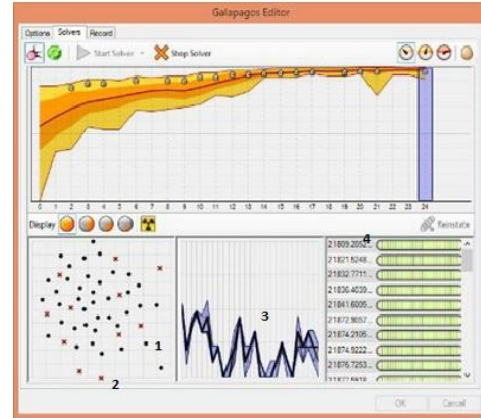 Galapagos Editor
Options Solvers Record
Start Solver Stop Solver
0 1 2 3 4 5 6 7 8 9 10 11 12 13 14 15 16 17 18 19 20 21 22 23 24
Display Reinstate
4
21809.2052...
21821.5248...
21832.7711...
21836.4039...
3
21841.6005...
21872.9057...
1
21874.2105...
21874.9222...
21876.7253...
2
OK Cancel